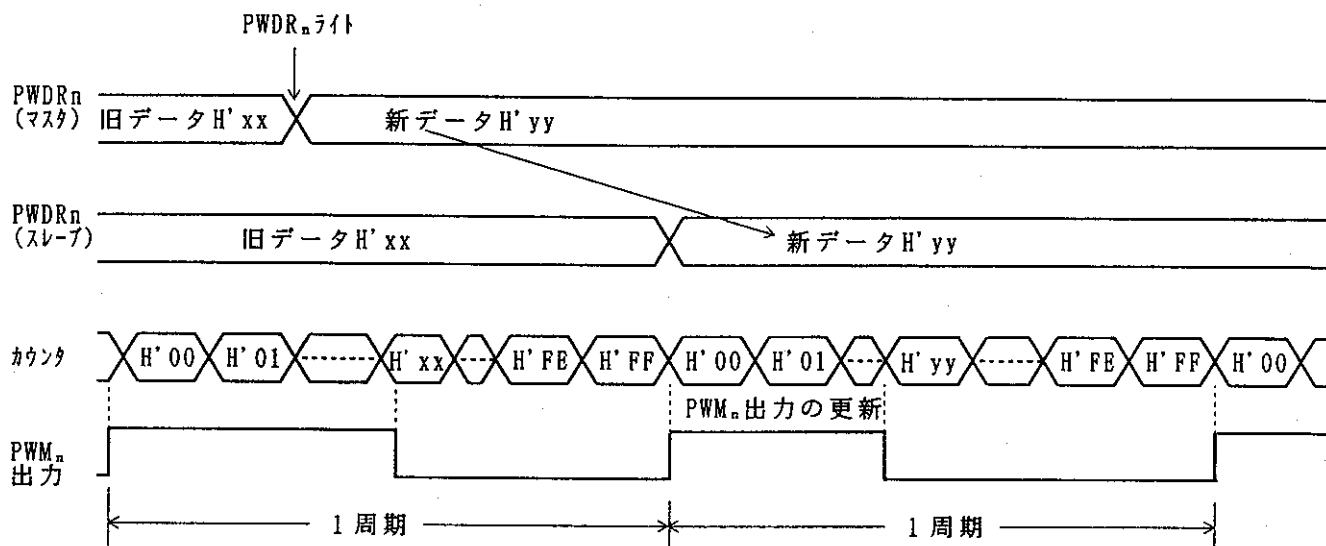 PWDRnライト
PWDRn
(マスタ)
旧データH'xx
新データH'yy
PWDRn
(スレーブ)
旧データH'xx
新データH'yy
カウンタ
H'00 H'01 H'xx H'FE H'FF H'00 H'01 H'yy H'FE H'FF H'00
PWMn出力の更新
PWMn
出力
1周期
1周期